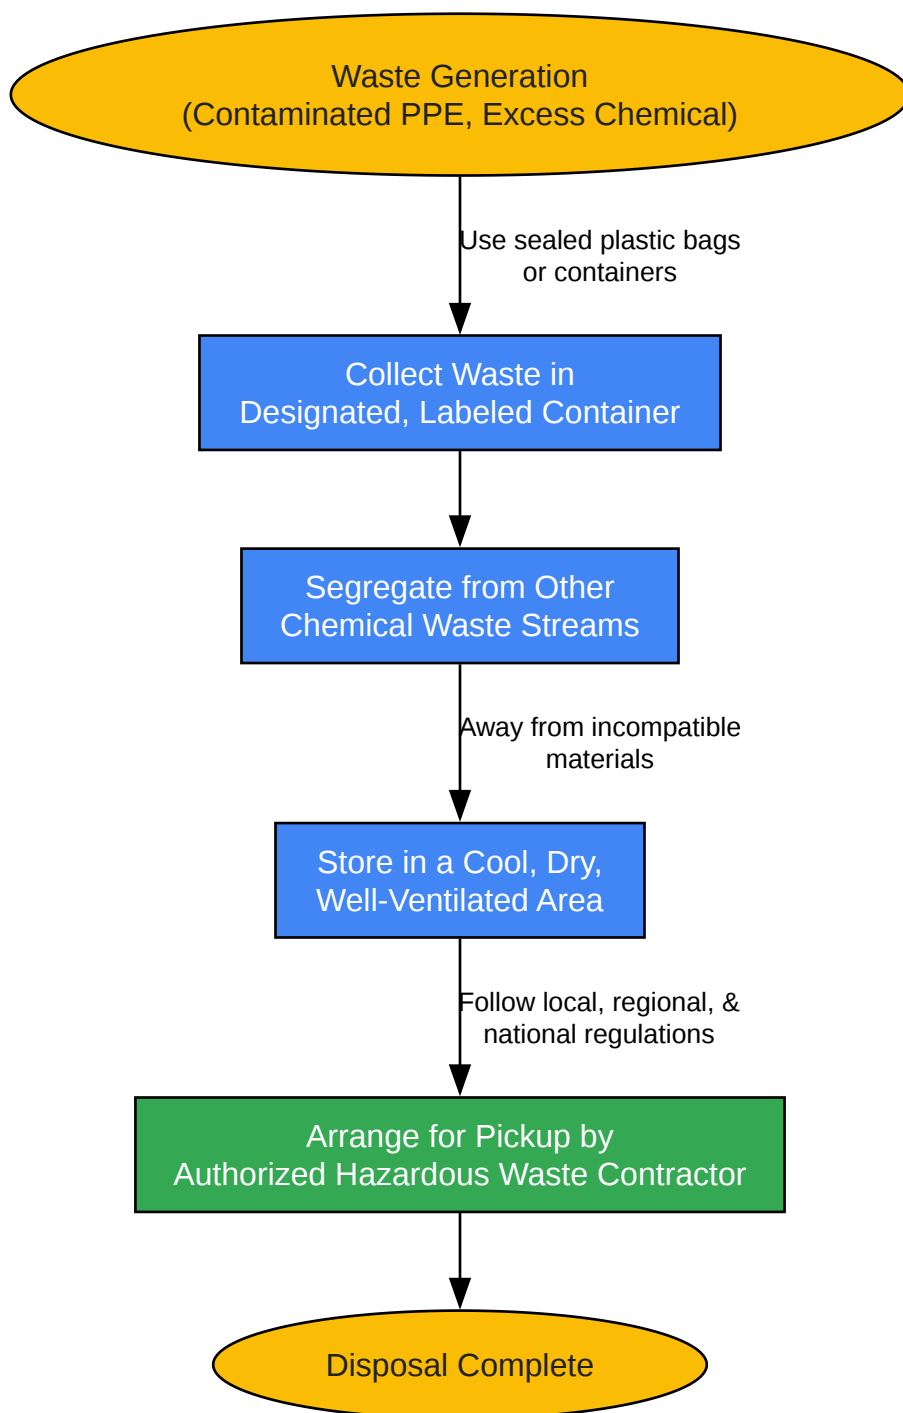 Waste Generation
(Contaminated PPE, Excess Chemical)
Use sealed plastic bags
or containers
Collect Waste in
Designated, Labeled Container
Segregate from Other
Chemical Waste Streams
Away from incompatible
materials
Store in a Cool, Dry,
Well-Ventilated Area
Follow local, regional, &
national regulations
Arrange for Pickup by
Authorized Hazardous Waste Contractor
Disposal Complete